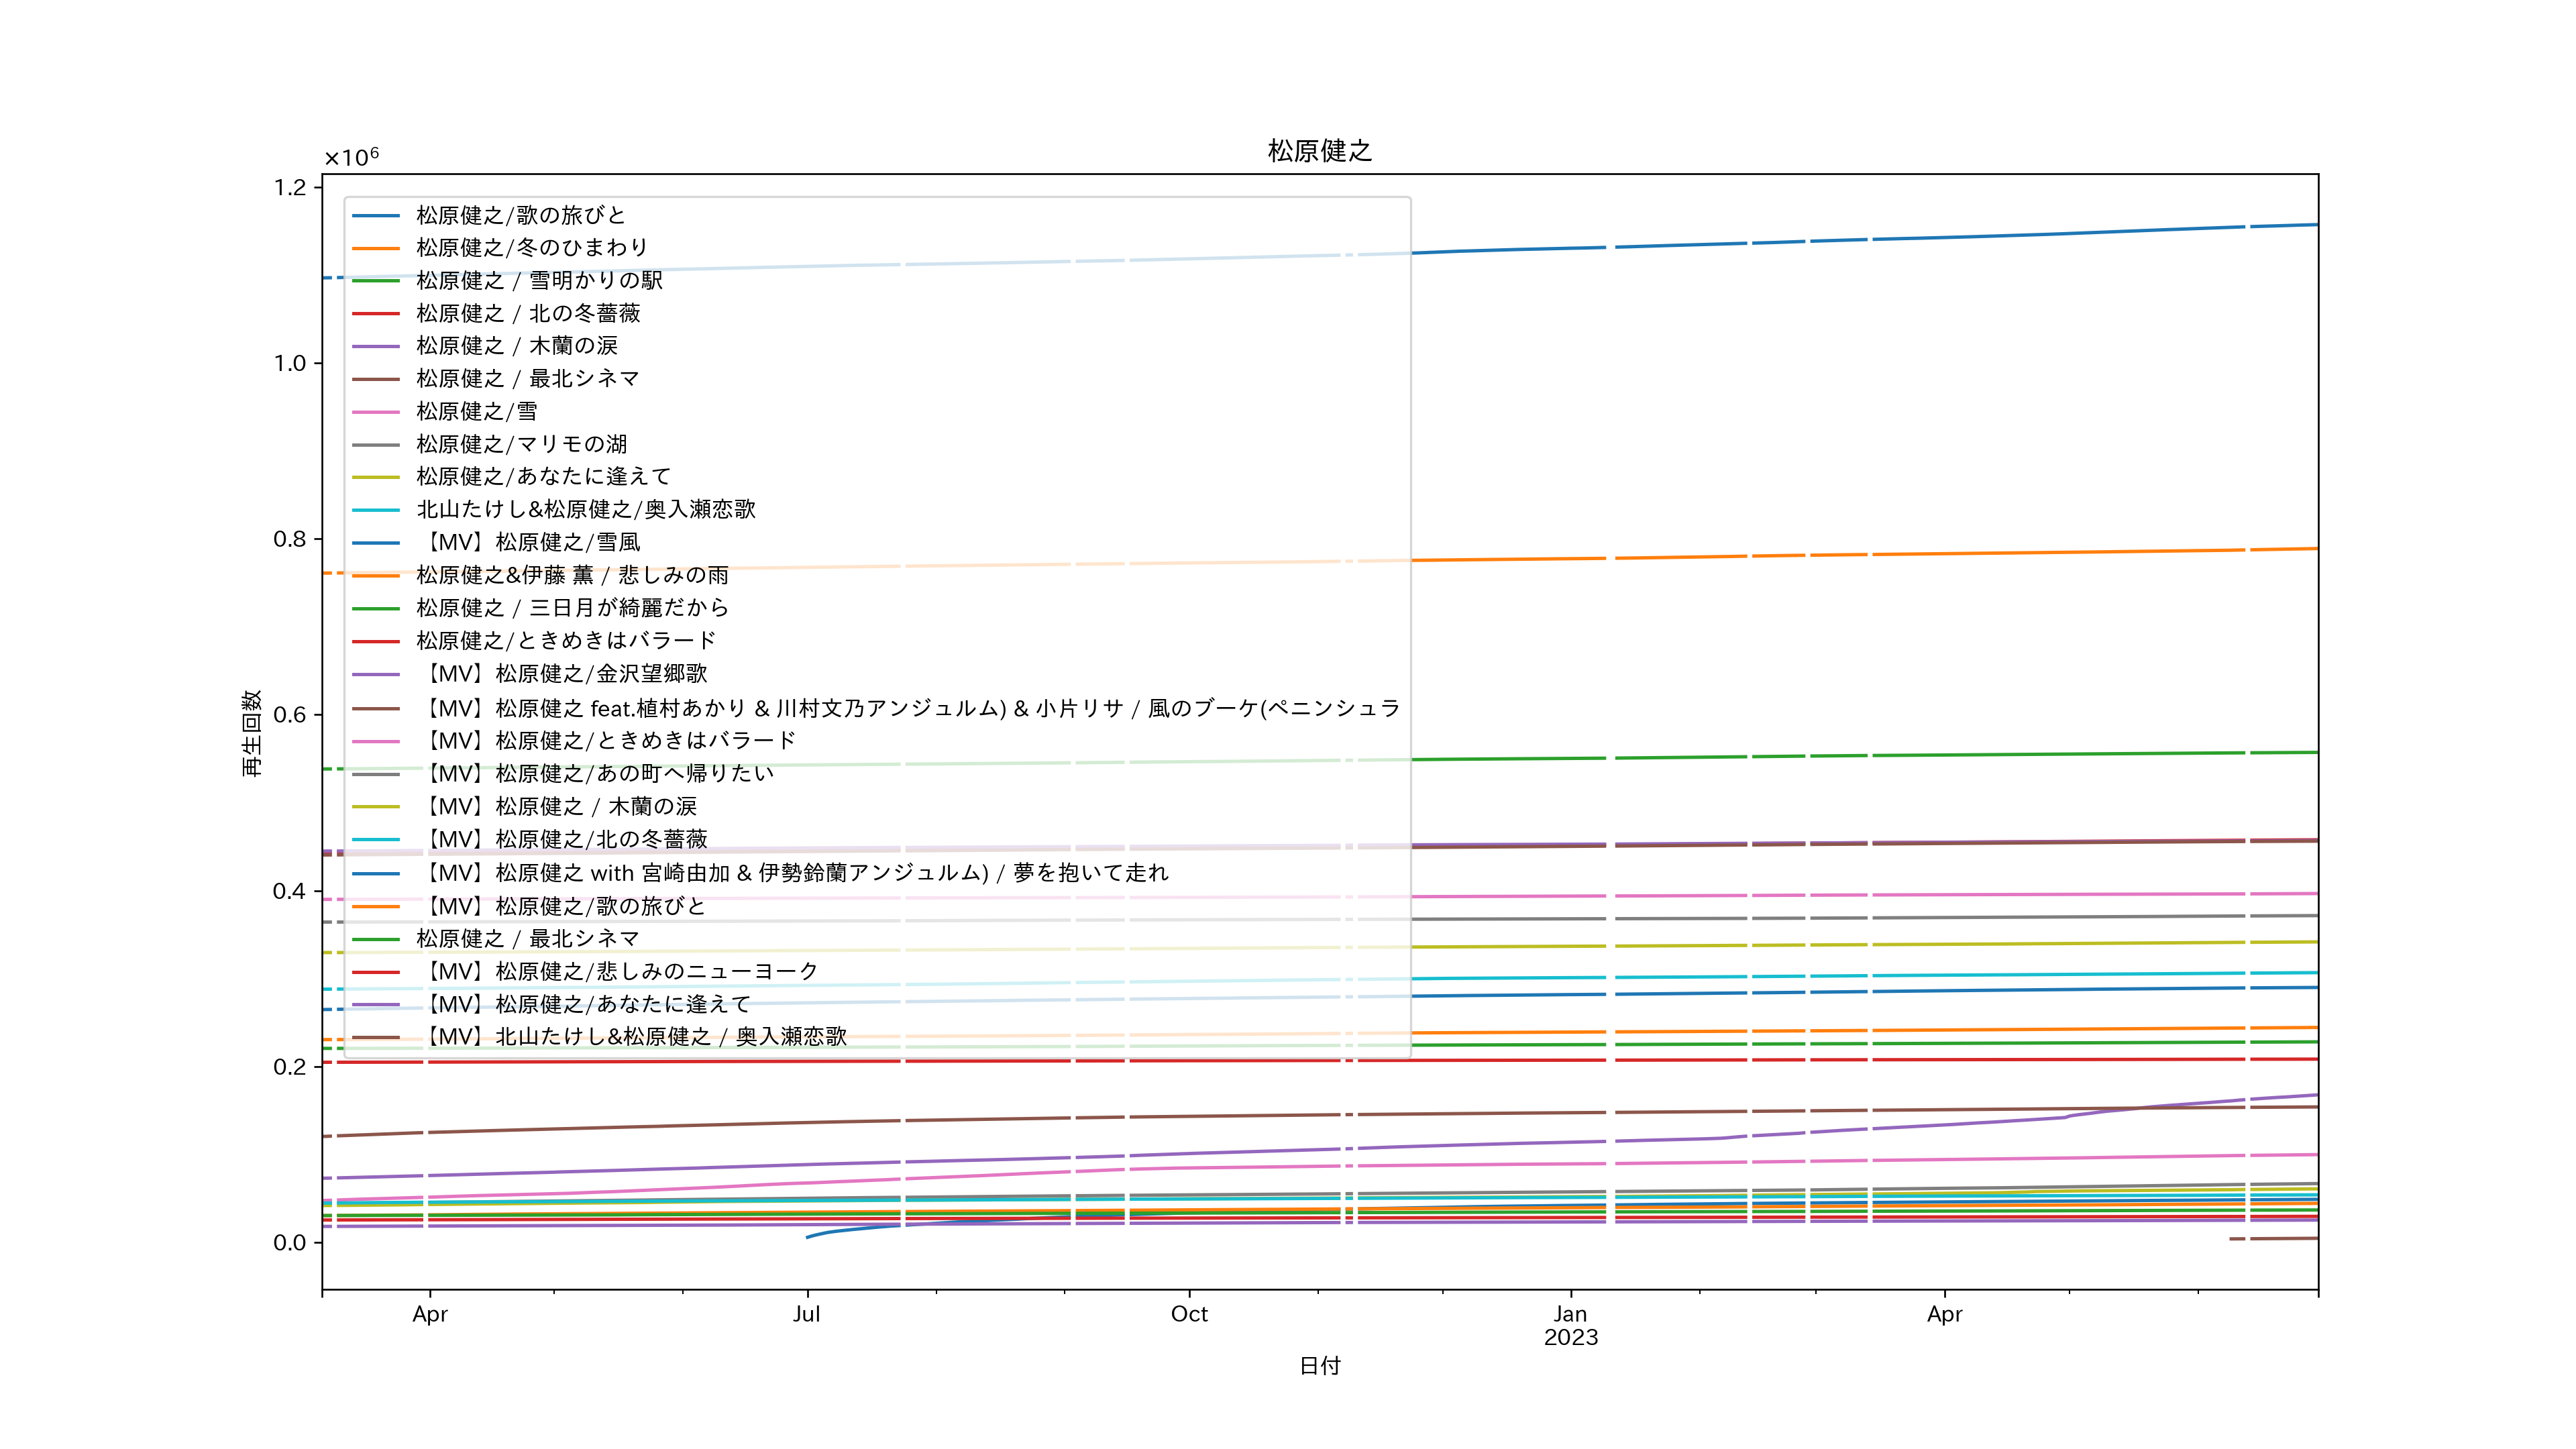 松原健之
×10⁶
1.2
1.0
0.8
0.6
0.4
0.2
0.0
再生回数
松原健之/歌の旅びと
松原健之/冬のひまわり
松原健之 / 雪明かりの駅
松原健之 / 北の冬薔薇
松原健之 / 木蘭の涙
松原健之 / 最北シネマ
松原健之/雪
松原健之/マリモの湖
松原健之/あなたに逢えて
北山たけし&松原健之/奥入瀬恋歌
【MV】松原健之/雪風
松原健之&伊藤 薫 / 悲しみの雨
松原健之 / 三日月が綺麗だから
松原健之/ときめきはバラード
【MV】松原健之/金沢望郷歌
【MV】松原健之 feat.植村あかり & 川村文乃アンジュルム) & 小片リサ / 風のブーケ(ペニンシュラ
【MV】松原健之/ときめきはバラード
【MV】松原健之/あの町へ帰りたい
【MV】松原健之 / 木蘭の涙
【MV】松原健之/北の冬薔薇
【MV】松原健之 with 宮崎由加 & 伊勢鈴蘭アンジュルム) / 夢を抱いて走れ
【MV】松原健之/歌の旅びと
松原健之 / 最北シネマ
【MV】松原健之/悲しみのニューヨーク
【MV】松原健之/あなたに逢えて
【MV】北山たけし&松原健之 / 奥入瀬恋歌
Apr
Jul
Oct
Jan
2023
Apr
日付